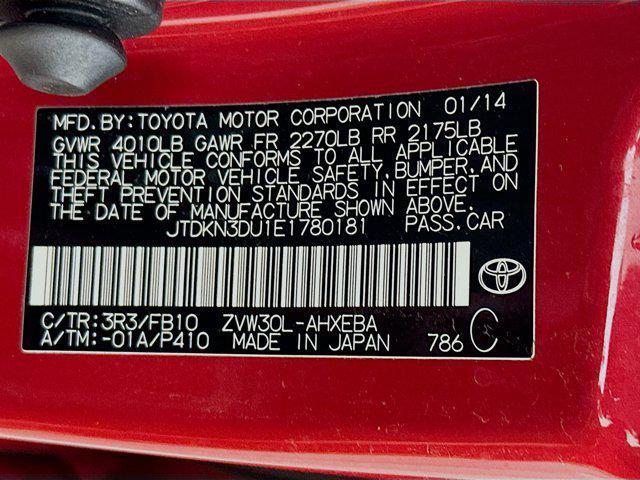 MFD. BY: TOYOTA MOTOR CORPORATION 01/14
GVWR 4010LB GAWR FR 2270LB RR 2175LB
THIS VEHICLE CONFORMS TO ALL APPLICABLE
FEDERAL MOTOR VEHICLE SAFETY, BUMPER, AND
THEFT PREVENTION STANDARDS IN EFFECT ON
THE DATE OF MANUFACTURE SHOWN ABOVE.
JTDKN3DU1E1780181 PASS. CAR
C/TR: 3R3/FB10 ZVW30L-AHXEBA
A/TM: -01A/P410 MADE IN JAPAN 786 C